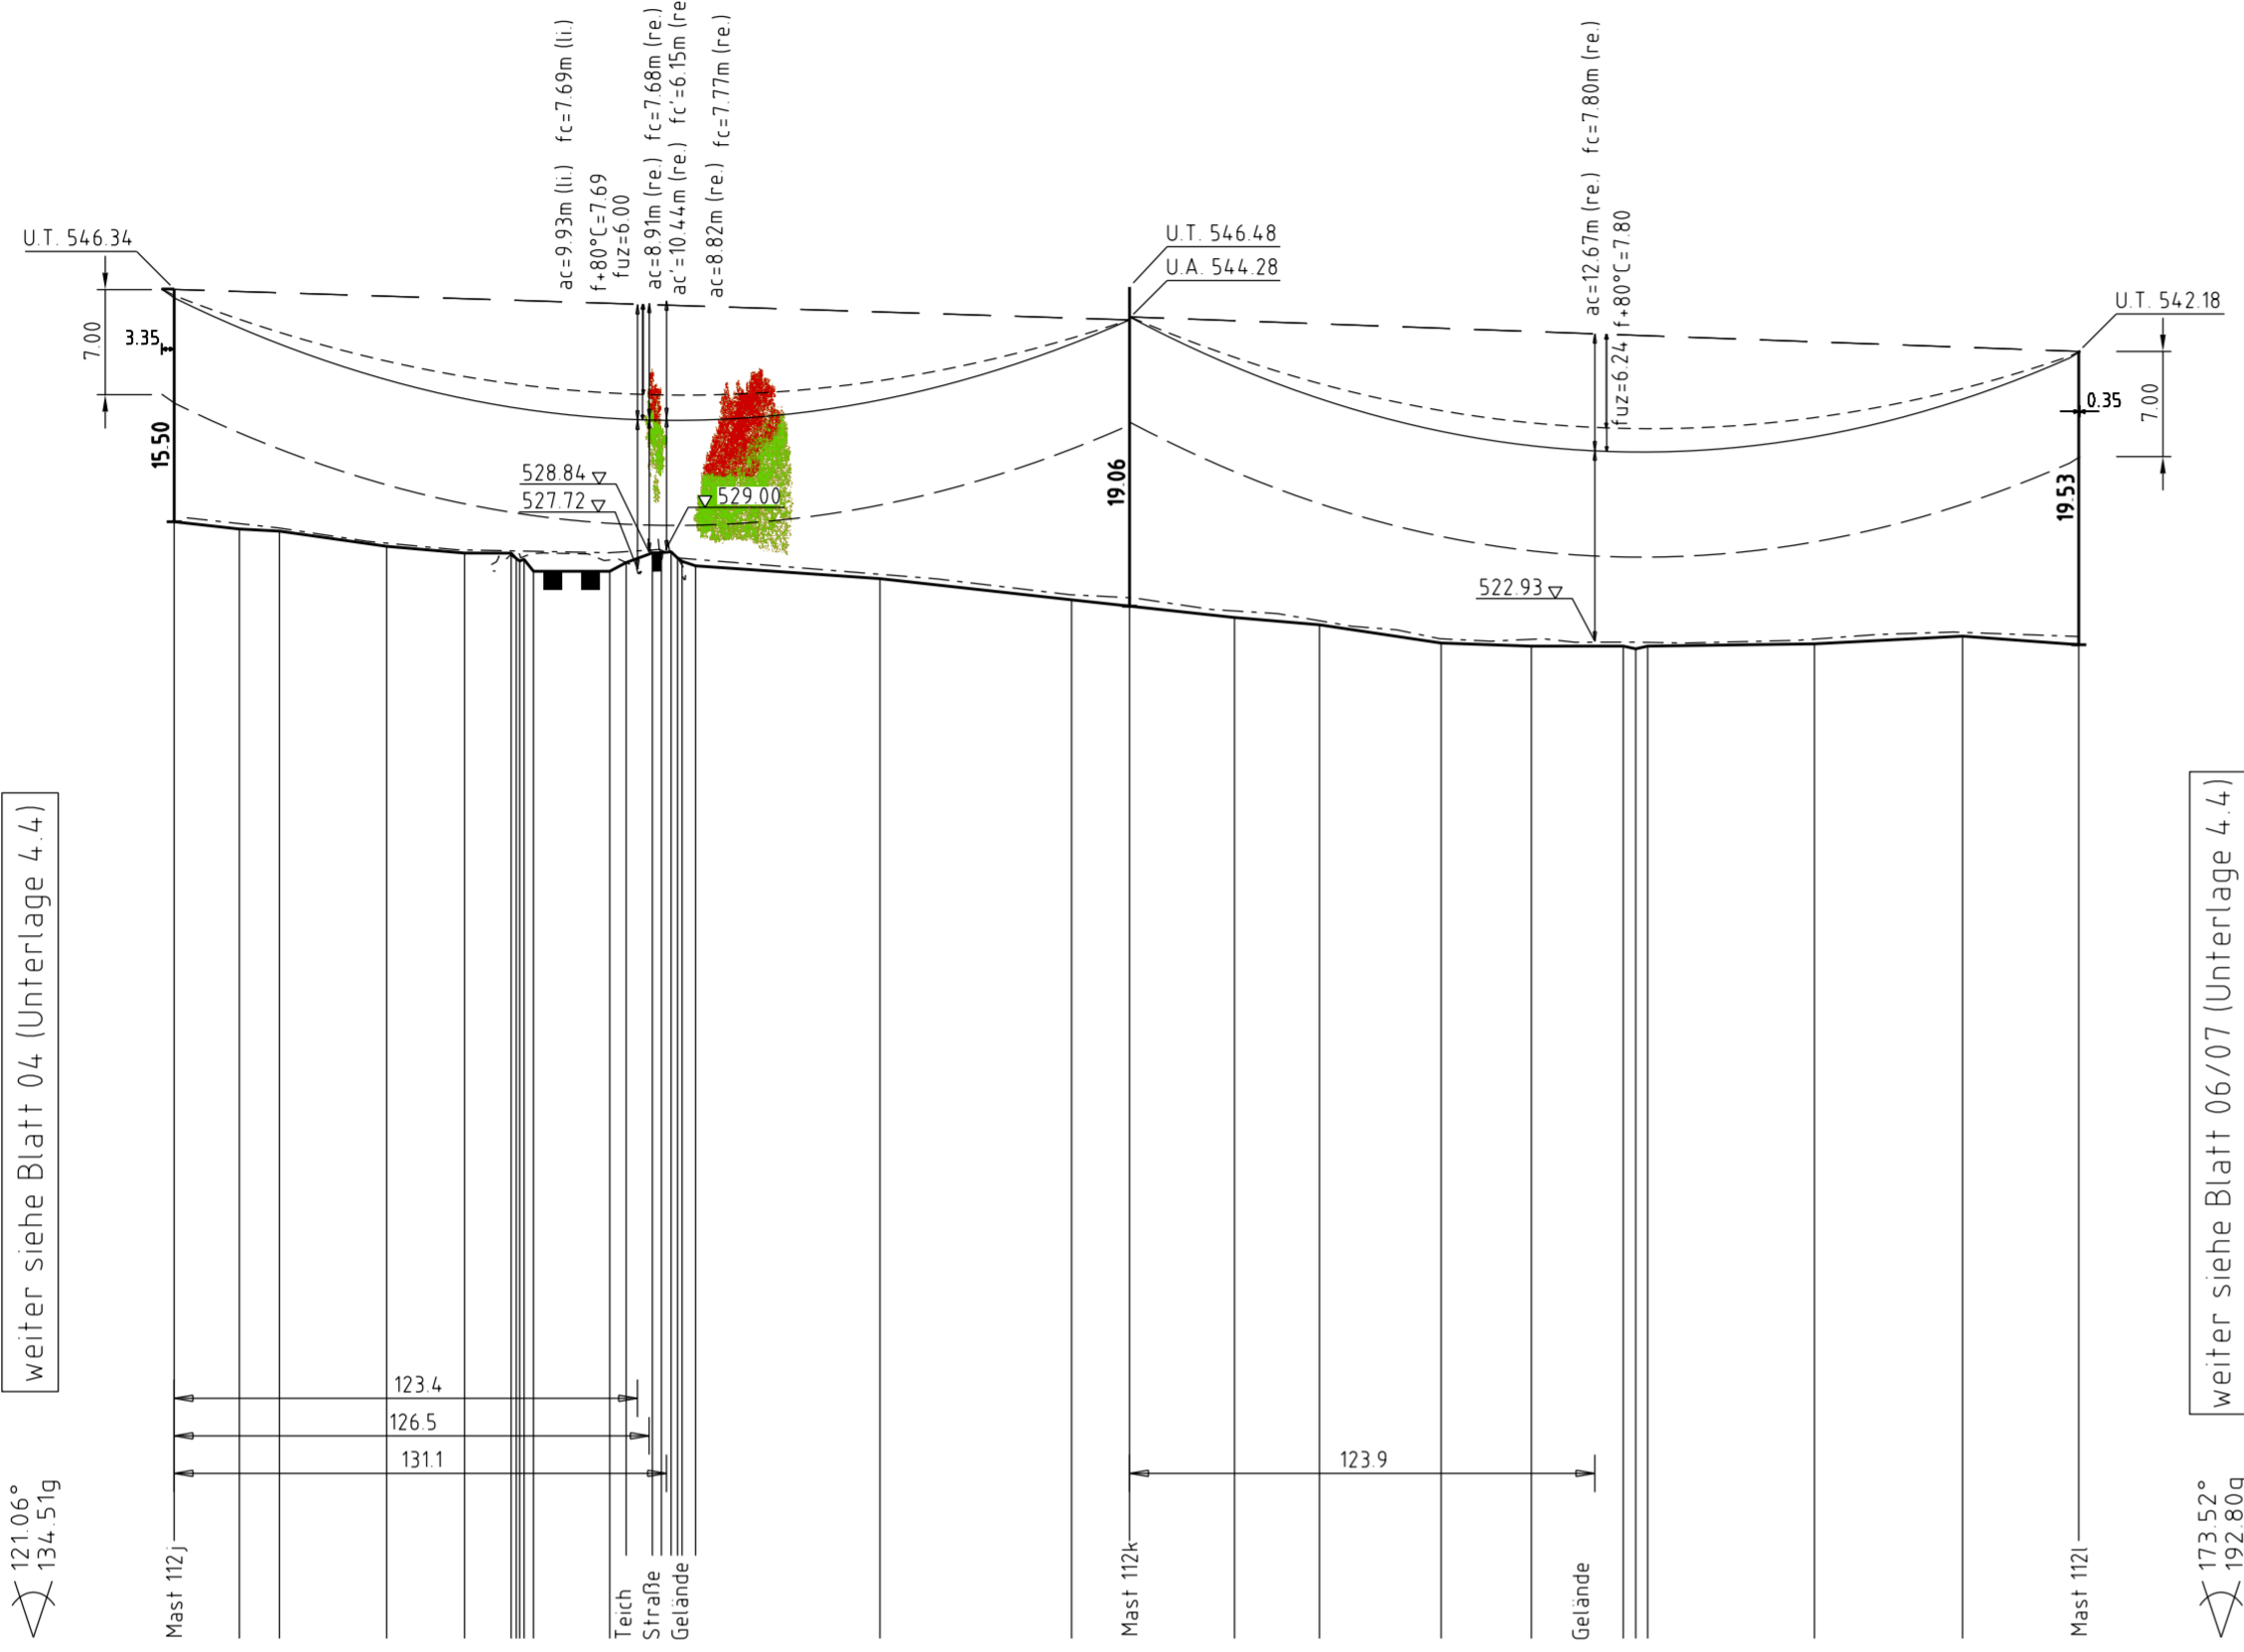 ac=9.93m (li.) fc=7.69m (li.)
f+80°C=7.69
fuz=6.00
ac=8.91m (re.) fc=7.68m (re.)
ac'=10.44m (re.) fc'=6.15m (re
ac=8.82m (re.) fc=7.77m (re.)
ac=12.67m (re.) fc=7.80m (re.)
fuz=6.24 f+80°C=7.80
U.T. 546.34
U.T. 546.48
U.A. 544.28
U.T. 542.18
7.00
3.35
15.50
528.84
527.72
529.00
19.06
522.93
0.35
7.00
19.53
weiter siehe Blatt 04 (Unterlage 4.4)
weiter siehe Blatt 06/07 (Unterlage 4.4)
123.4
126.5
131.1
123.9
121.06°
134.51g
Mast 112j
Teich
Straße
Gelände
Mast 112k
Gelände
Mast 112l
173.52°
192.80g